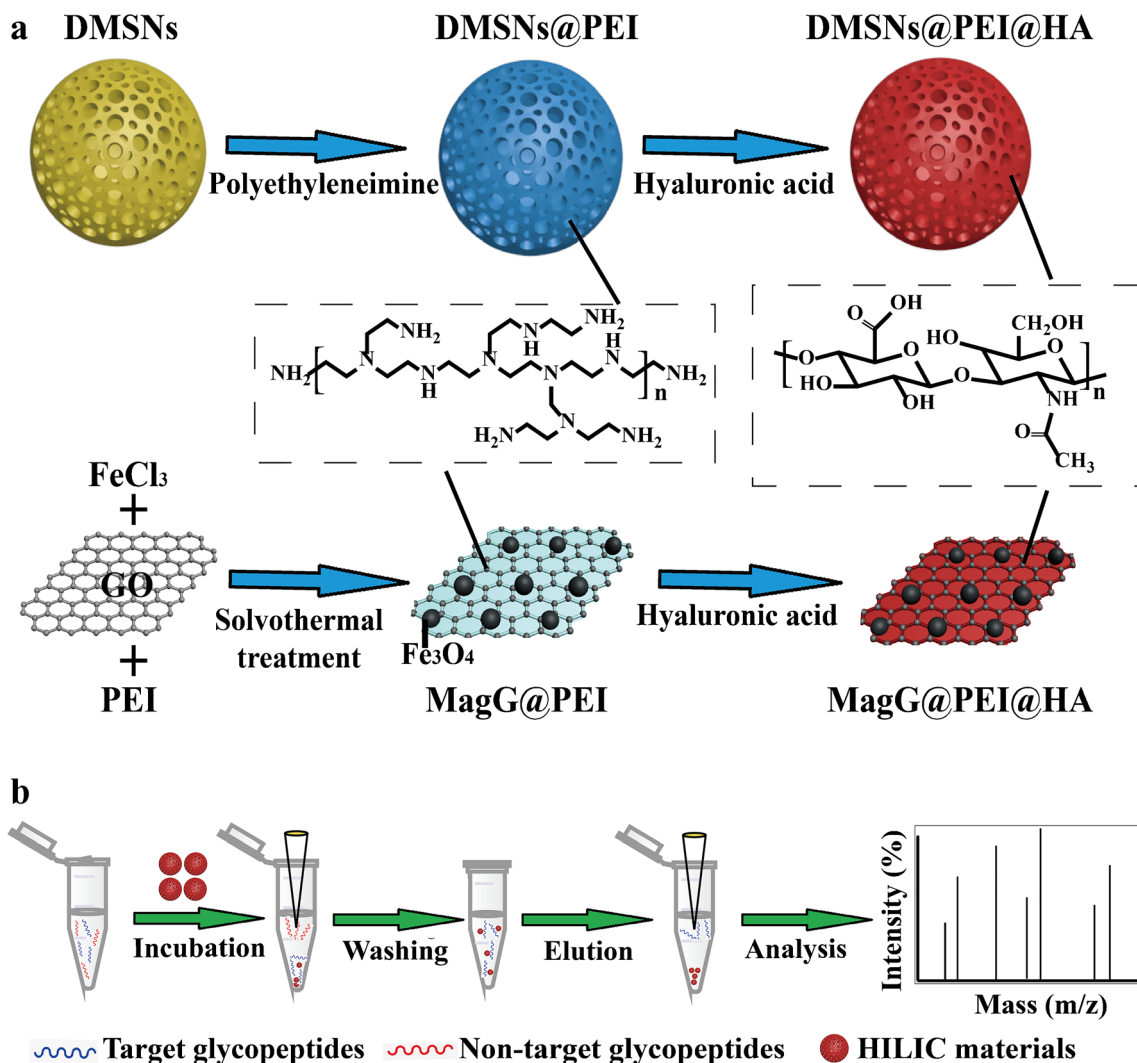 a
DMSNs
DMSNs@PEI
DMSNs@PEI@HA
Polyethyleneimine
Hyaluronic acid
NH2
NH2
N
H
H
N
N
N
NH2
N
H
N
N
NH2
n
N
H2N
NH2
O
OH
O
O
HO
OH
O
HO
CH2OH
O
NH
n
O
CH3
FeCl3
+
GO
+
PEI
Solvothermal
treatment
Fe3O4
MagG@PEI
Hyaluronic acid
MagG@PEI@HA
b
Incubation
Washing
Elution
Analysis
Intensity (%)
Mass (m/z)
Target glycopeptides
Non-target glycopeptides
HILIC materials